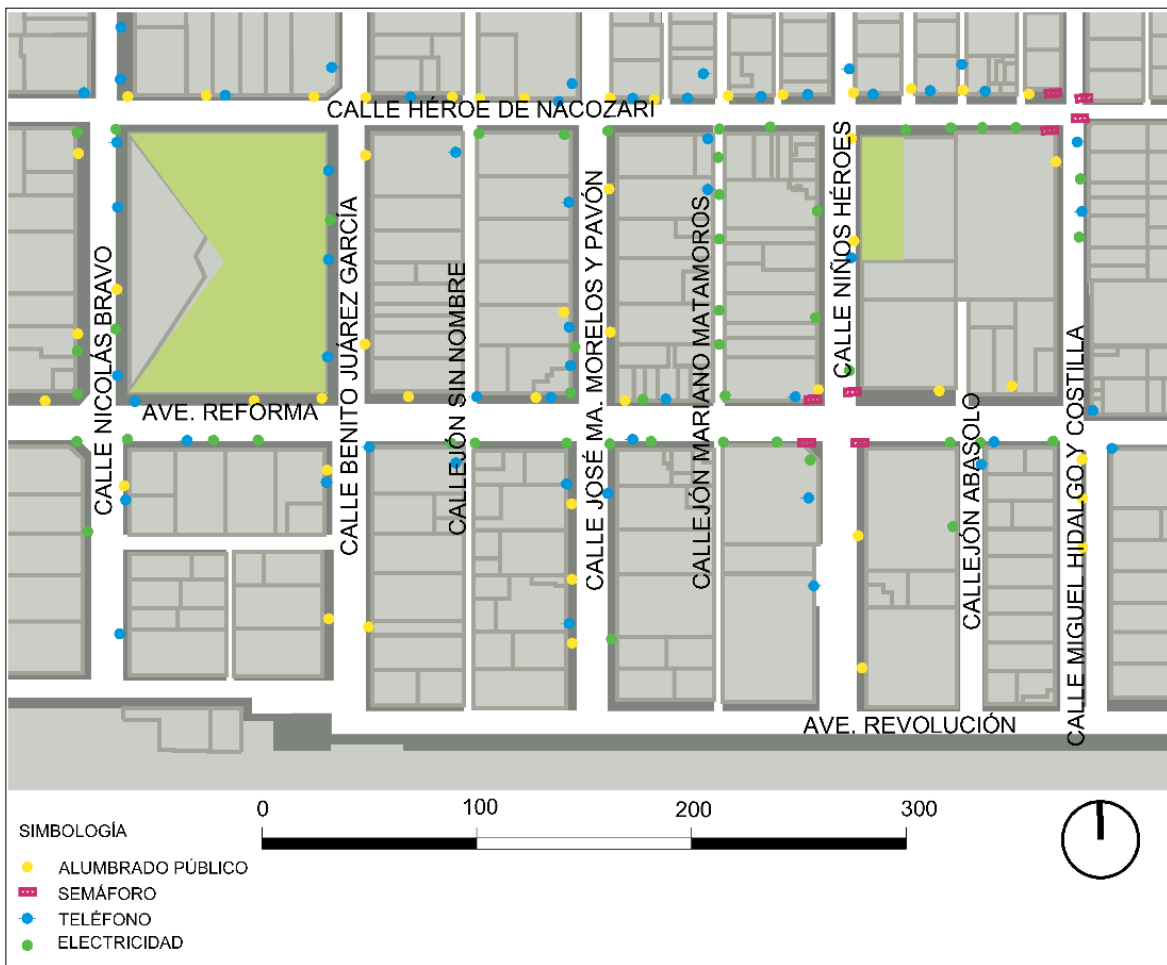 CALLE HÉROE DE NACOZARI
CALLE NICOLÁS BRAVO
CALLE BENITO JUÁREZ GARCÍA
CALLEJÓN SIN NOMBRE
CALLE JOSÉ MA. MORELOS Y PAVÓN
CALLEJÓN MARIANO MATAMOROS
CALLE NIÑOS HÉROES
CALLEJÓN ABASOLO
CALLE MIGUEL HIDALGO Y COSTILLA
AVE. REFORMA
AVE. REVOLUCIÓN
0 100 200 300
SIMBOLOGÍA
ALUMBRADO PÚBLICO
SEMÁFORO
TELÉFONO
ELECTRICIDAD